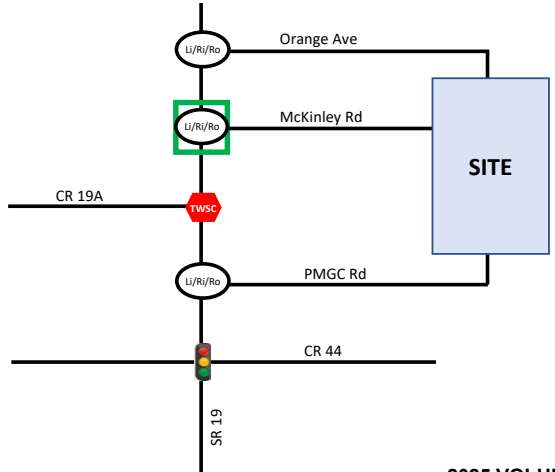 Li/Ri/Ro
Orange Ave
Li/Ri/Ro
McKinley Rd
SITE
CR 19A
TWSC
Li/Ri/Ro
PMGC Rd
CR 44
SR 19